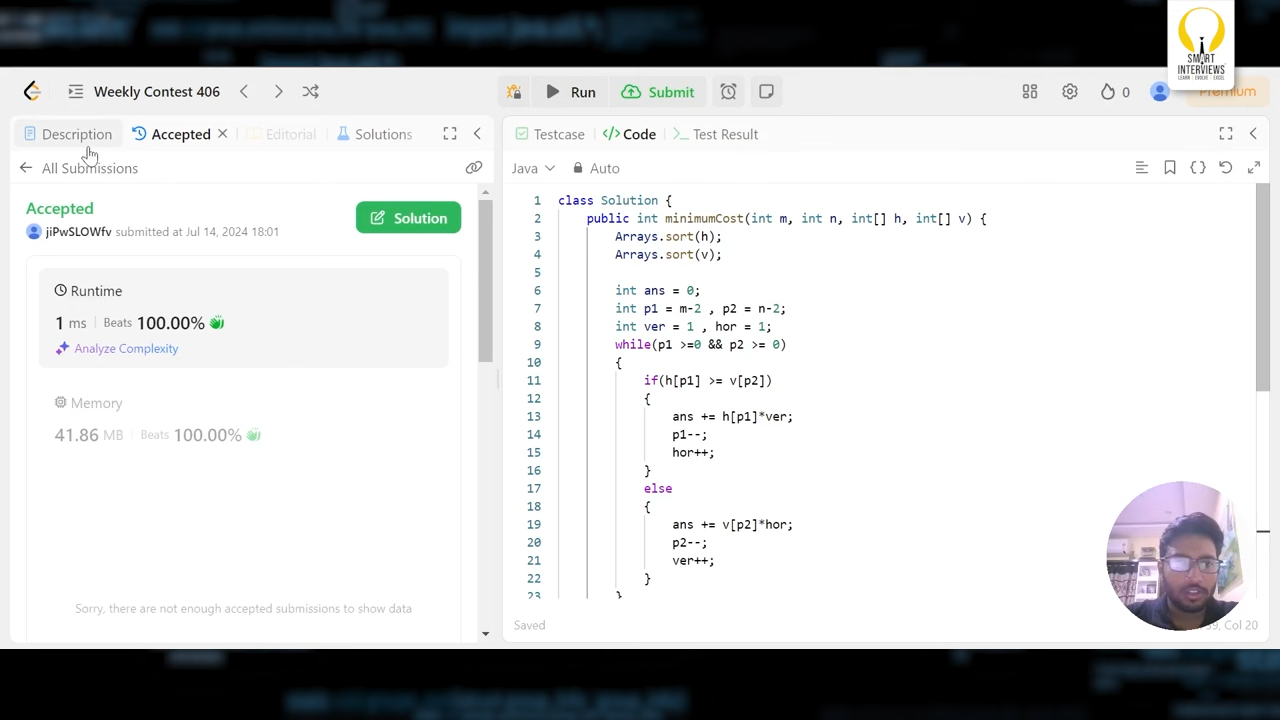 SMART
INTERVIEWS
LEARN | EVOLVE | EXCEL
Weekly Contest 406
Run
Submit
0
Premium
Description
Accepted
Editorial
Solutions
Testcase
</> Code
Test Result
All Submissions
Java
Auto
Accepted
jiPwSLOWfv submitted at Jul 14, 2024 18:01
Solution
Runtime
1 ms | Beats 100.00%
Analyze Complexity
Memory
41.86 MB | Beats 100.00%
Sorry, there are not enough accepted submissions to show data
1 class Solution {
2 public int minimumCost(int m, int n, int[] h, int[] v) {
3 Arrays.sort(h);
4 Arrays.sort(v);
5
6 int ans = 0;
7 int p1 = m-2 , p2 = n-2;
8 int ver = 1 , hor = 1;
9 while(p1 >=0 && p2 >= 0)
10 {
11 if(h[p1] >= v[p2])
12 {
13 ans += h[p1]*ver;
14 p1--;
15 hor++;
16 }
17 else
18 {
19 ans += v[p2]*hor;
20 p2--;
21 ver++;
22 }
23 }
Saved
39, Col 20